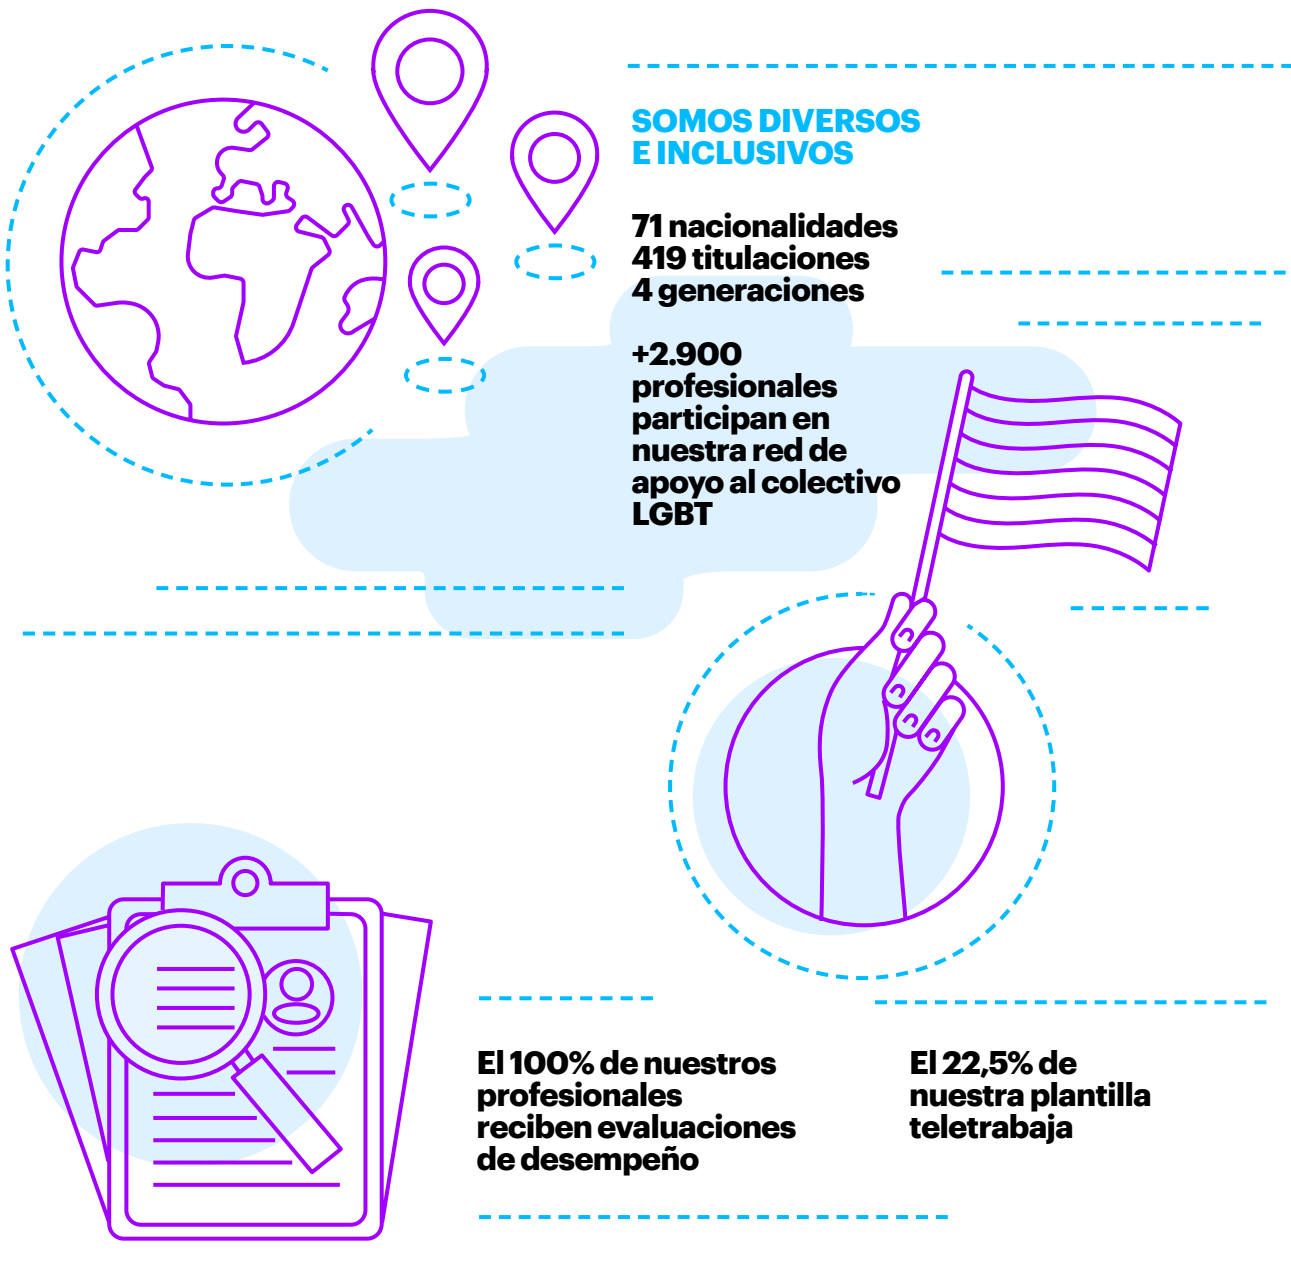 SOMOS DIVERSOS
E INCLUSIVOS
71 nacionalidades
419 titulaciones
4 generaciones
+2.900
profesionales
participan en
nuestra red de
apoyo al colectivo
LGBT
El 100% de nuestros
profesionales
reciben evaluaciones
de desempeño
El 22,5% de
nuestra plantilla
teletrabaja